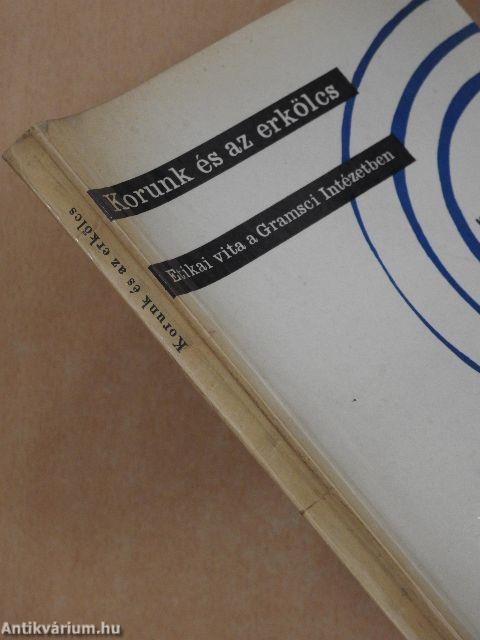 Korunk és az erkölcs
Etikai vita a Gramsci Intézetben
Korunk és az erkölcs
Antikvárium.hu